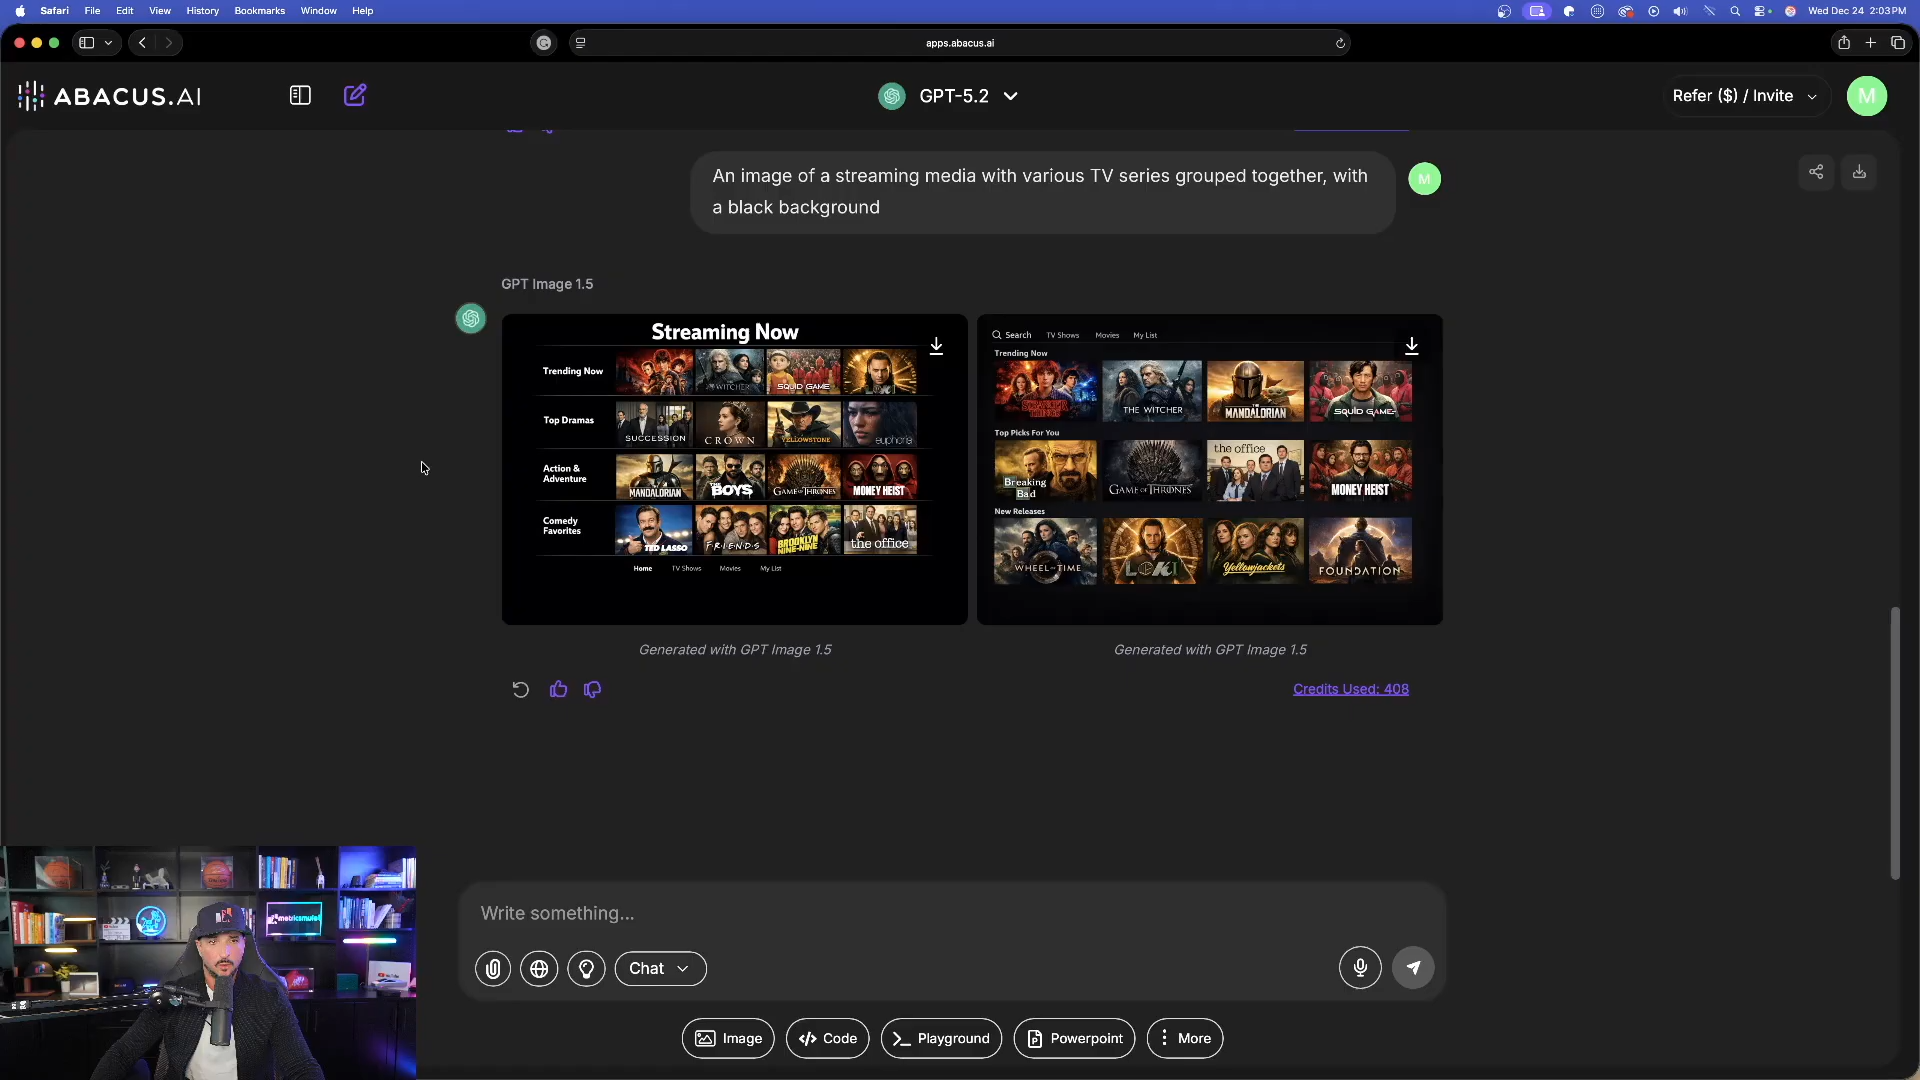 Safari File Edit View History Bookmarks Window Help
Wed Dec 24 2:03 PM
apps.abacus.ai
ABACUS.AI
GPT-5.2
Refer ($) / Invite
M
An image of a streaming media with various TV series grouped together, with
a black background
M
GPT Image 1.5
Streaming Now
Trending Now
WITCHER
SQUID GAME
LOKI
Top Dramas
SUCCESSION
CROWN
YELLOWSTONE
euphoria
Action &
Adventure
MANDALORIAN
THE BOYS
GAME OF THRONES
MONEY HEIST
Comedy
Favorites
TED LASSO
FRIENDS
BROOKLYN
NINE-NINE
the office
Home TV Shows Movies My List
Search TV Shows Movies My List
Trending Now
STRANGER
THINGS
THE WITCHER
THE
MANDALORIAN
SQUID GAME
Top Picks For You
Breaking
Bad
GAME OF THRONES
the office
MONEY HEIST
New Releases
WHEEL OF TIME
LOKI
Yellowjackets
FOUNDATION
Generated with GPT Image 1.5
Generated with GPT Image 1.5
Credits Used: 408
Write something...
Chat
Image
Code
Playground
Powerpoint
More